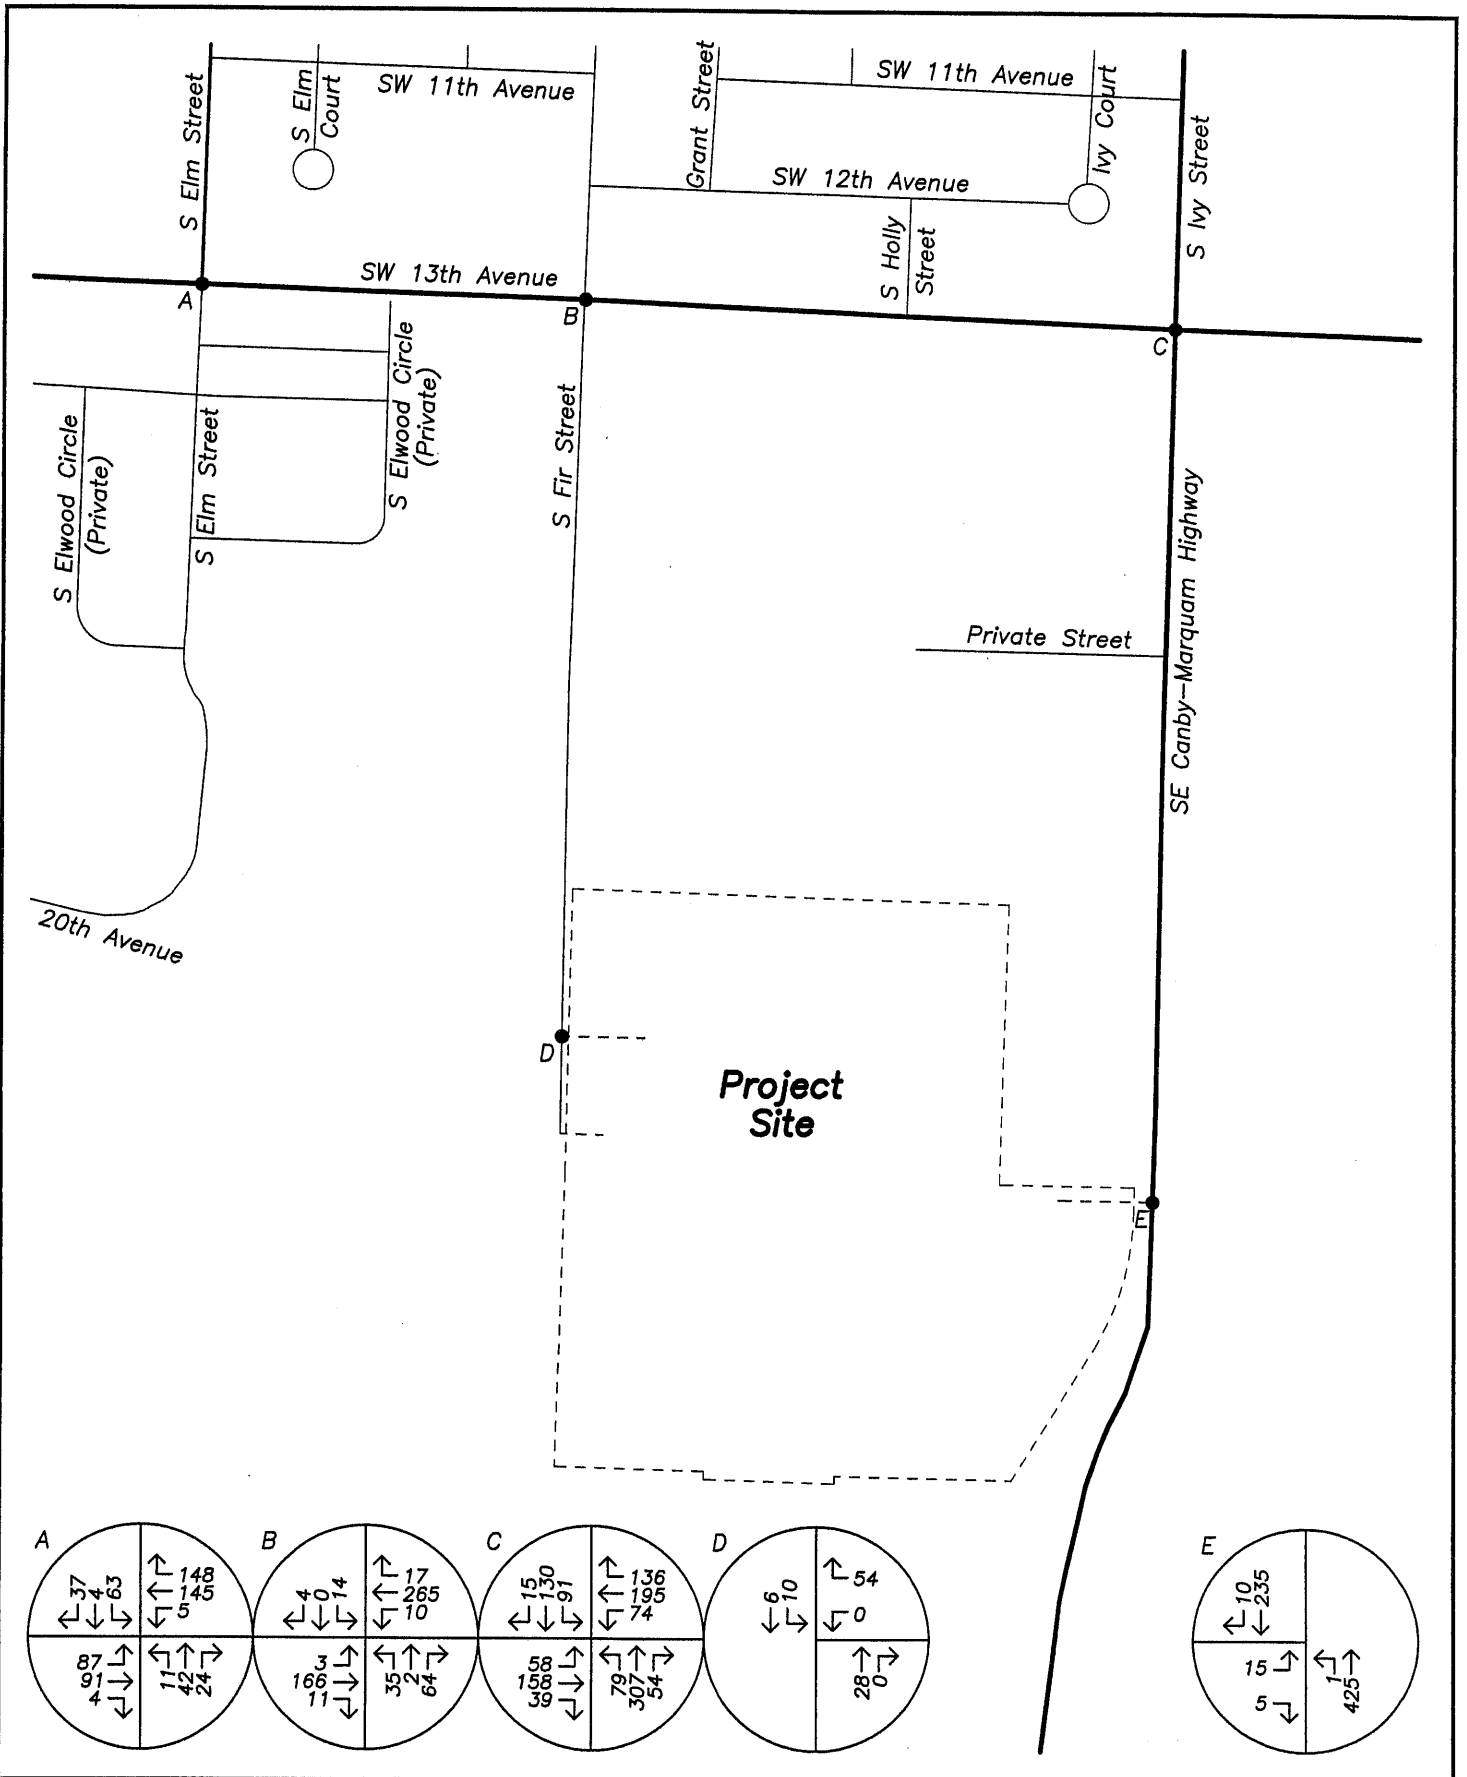 SW 11th Avenue
SW 11th Avenue
S Elm Street
S Elm
Court
Grant Street
Ivy Court
S Ivy Street
SW 12th Avenue
S Holly
Street
SW 13th Avenue
A
B
C
S Elwood Circle
(Private)
S Elm Street
S Elwood Circle
(Private)
S Fir Street
SE Canby-Marquam Highway
Private Street
20th Avenue
D
Project
Site
E
A
37
4
63
148
145
5
87
91
4
11
42
24
B
4
0
14
17
265
10
3
166
11
35
2
64
C
15
130
91
136
195
74
58
158
39
79
307
54
D
6
10
54
0
28
0
E
10
235
15
5
1
425